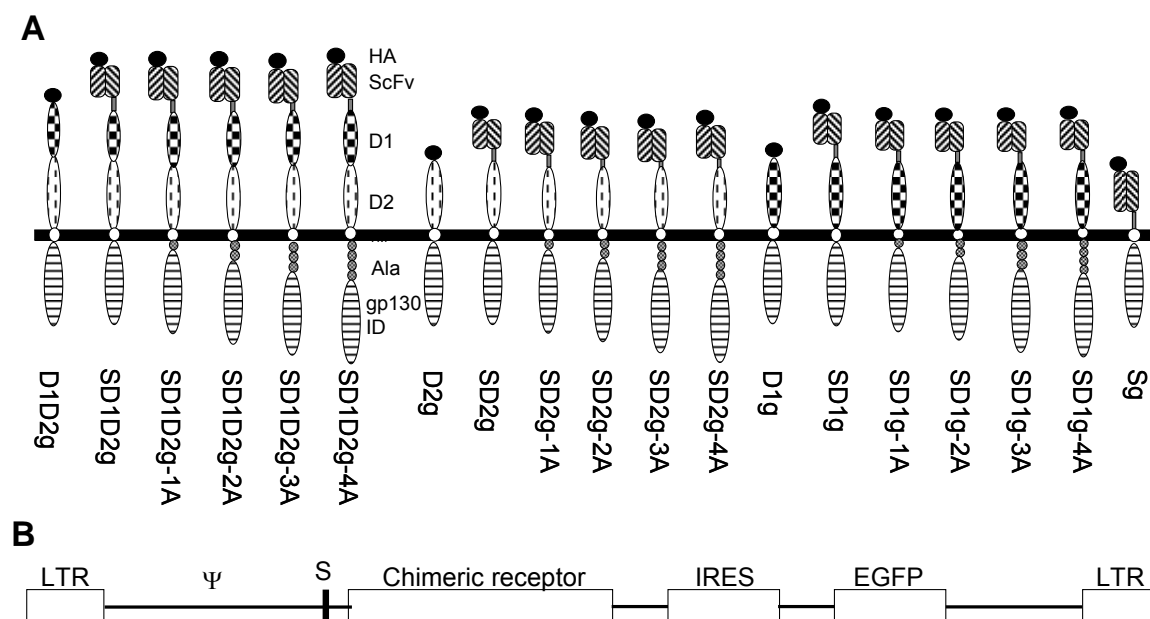 A
HA
ScFv
D1
D2
Ala
gp130
ID
D1D2g
SD1D2g
SD1D2g-1A
SD1D2g-2A
SD1D2g-3A
SD1D2g-4A
D2g
SD2g
SD2g-1A
SD2g-2A
SD2g-3A
SD2g-4A
D1g
SD1g
SD1g-1A
SD1g-2A
SD1g-3A
SD1g-4A
Sg
B
LTR
Ψ
S
Chimeric receptor
IRES
EGFP
LTR